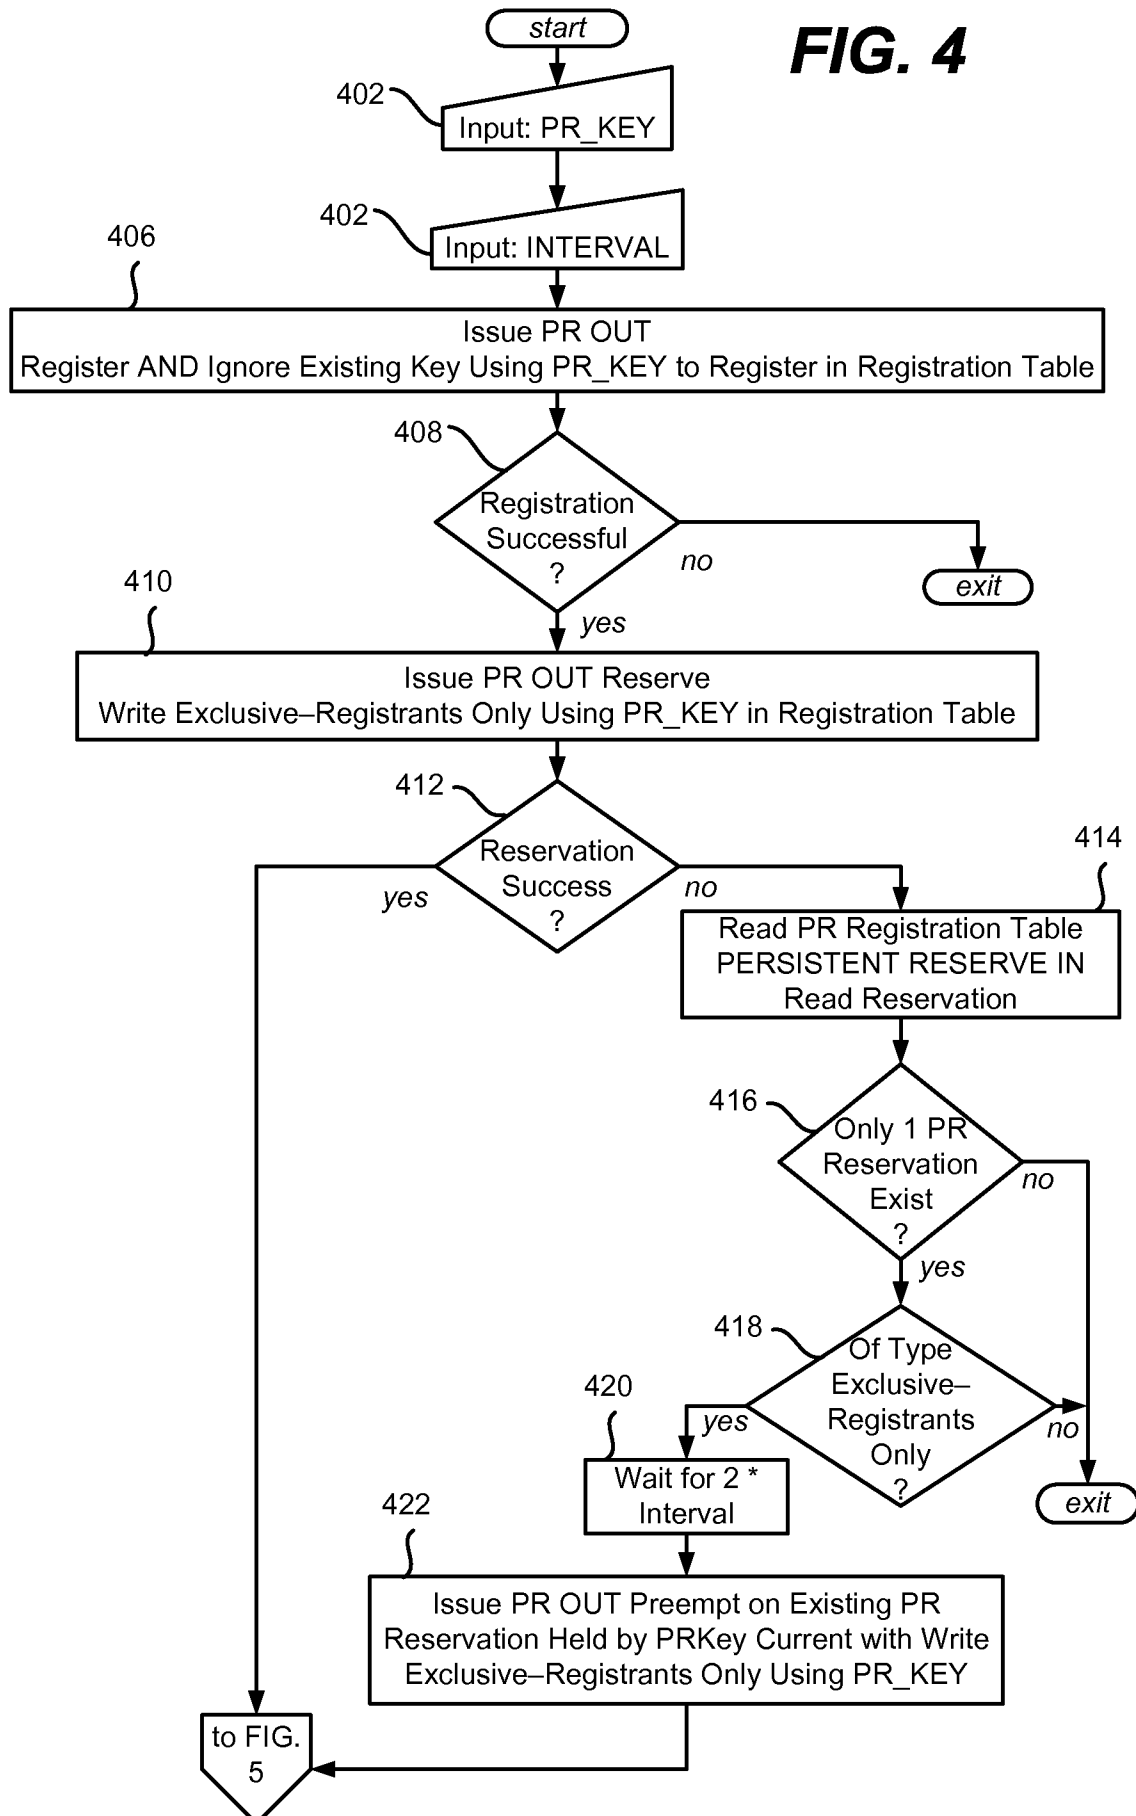 start
FIG. 4
402
Input: PR_KEY
402
Input: INTERVAL
406
Issue PR OUT
Register AND Ignore Existing Key Using PR_KEY to Register in Registration Table
408
Registration
Successful
?
no
exit
yes
410
Issue PR OUT Reserve
Write Exclusive–Registrants Only Using PR_KEY in Registration Table
412
Reservation
Success
?
yes
no
414
Read PR Registration Table
PERSISTENT RESERVE IN
Read Reservation
416
Only 1 PR
Reservation
Exist
?
no
yes
418
Of Type
Exclusive–
Registrants
Only
?
yes
no
exit
420
Wait for 2 *
Interval
422
Issue PR OUT Preempt on Existing PR
Reservation Held by PRKey Current with Write
Exclusive–Registrants Only Using PR_KEY
to FIG.
5